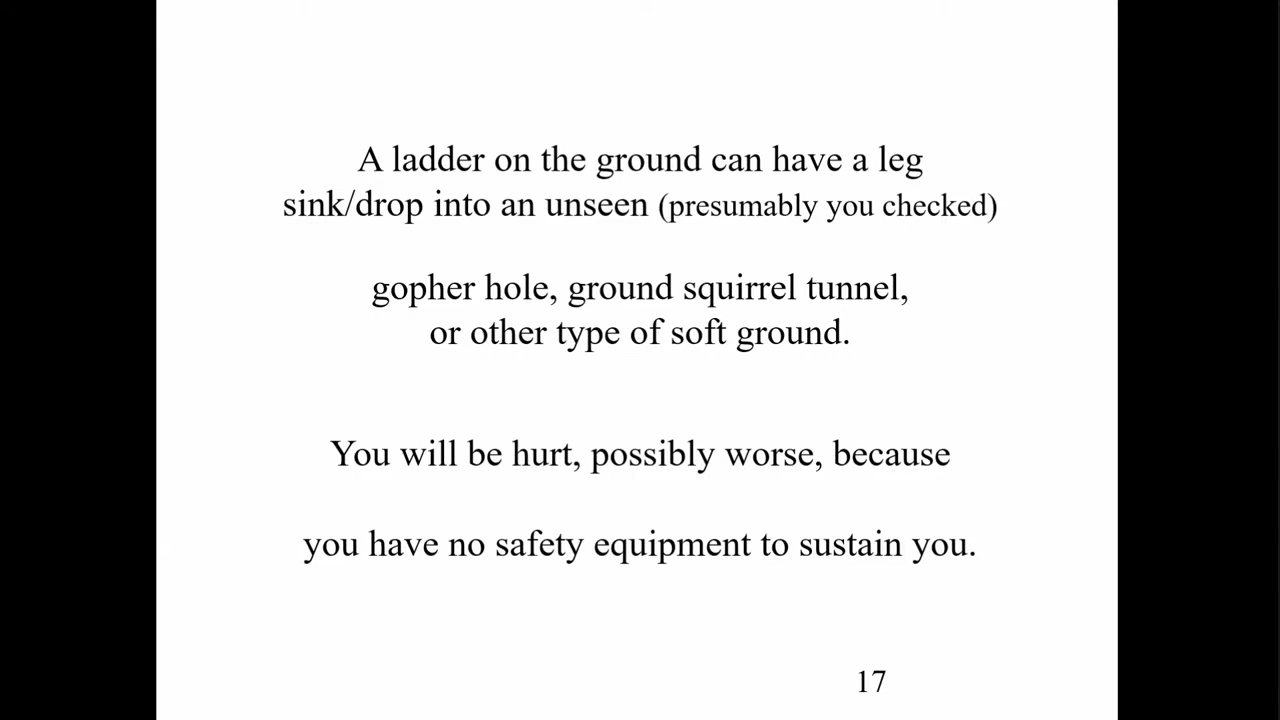 A ladder on the ground can have a leg
sink/drop into an unseen (presumably you checked)
gopher hole, ground squirrel tunnel,
or other type of soft ground.
You will be hurt, possibly worse, because
you have no safety equipment to sustain you.
17